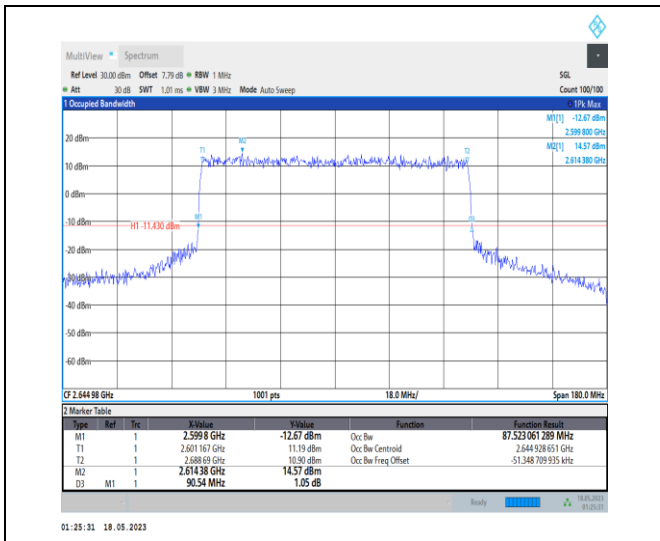 MultiView Spectrum
Ref Level 30.00 dBm Offset 7.79 dB RBW 1 MHz SGL
Att 30 dB SWT 1.01 ms VBW 3 MHz Mode Auto Sweep Count 100/100
1 Occupied Bandwidth 1Pk Max
M1[1] -12.67 dBm
2.599 800 GHz
M2[1] 14.57 dBm
2.614 380 GHz
20 dBm
T1 M2 T2
10 dBm
0 dBm
M1
-10 dBm
H1 -11.430 dBm
-20 dBm
-30 dBm
-40 dBm
-50 dBm
-60 dBm
CF 2.644 98 GHz 1001 pts 18.0 MHz/ Span 180.0 MHz
2 Marker Table
Type Ref Trc X-Value Y-Value Function Function Result
M1 1 2.599 8 GHz -12.67 dBm Occ Bw 87.523 061 289 MHz
T1 1 2.601 167 GHz 11.19 dBm Occ Bw Centroid 2.644 928 651 GHz
T2 1 2.688 69 GHz 10.90 dBm Occ Bw Freq Offset -51.348 709 935 kHz
M2 1 2.614 38 GHz 14.57 dBm
D3 M1 1 90.54 MHz 1.05 dB
Ready 18.05.2023
01:25:31
01:25:31 18.05.2023